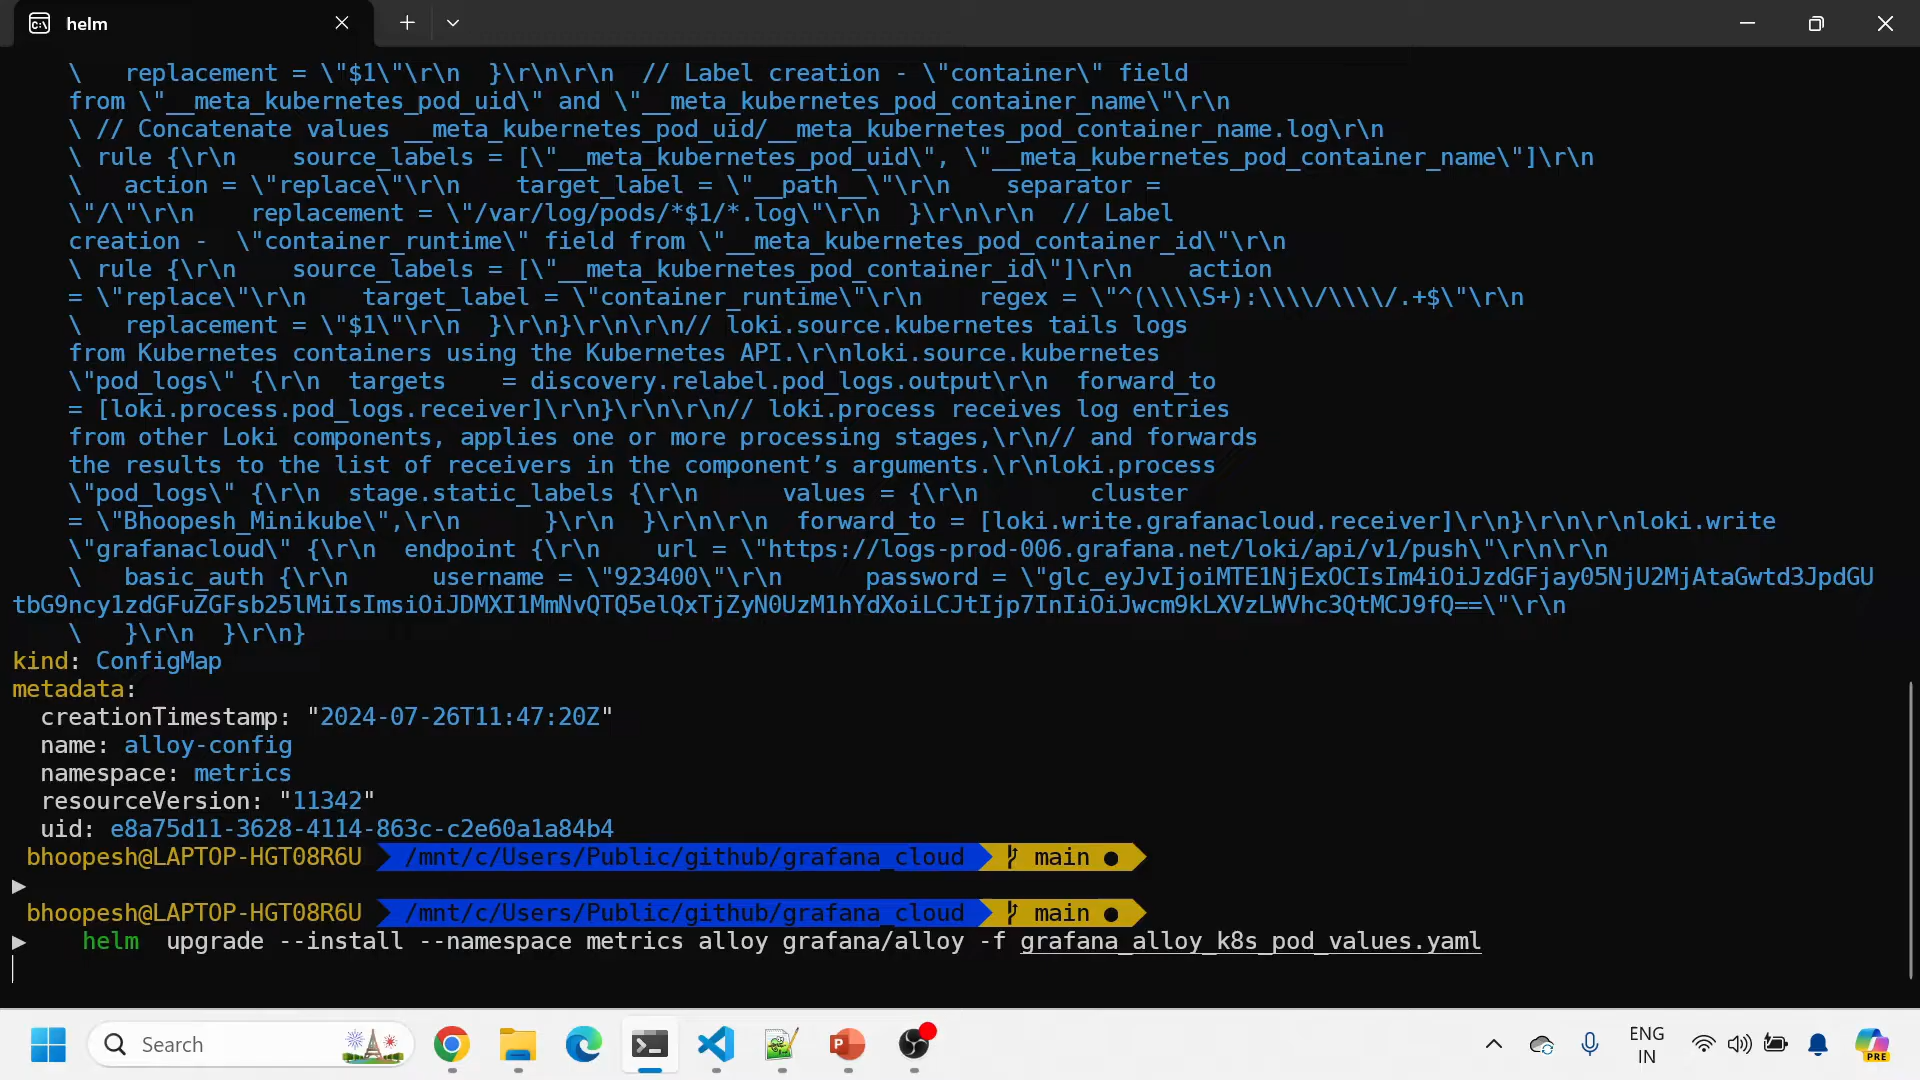 helm
\   replacement = \"$1\"\r\n  }\r\n\r\n  // Label creation - \"container\" field
from \"__meta_kubernetes_pod_uid\" and \"__meta_kubernetes_pod_container_name\"\r\n
\ // Concatenate values __meta_kubernetes_pod_uid/__meta_kubernetes_pod_container_name.log\r\n
\ rule {\r\n    source_labels = [\"__meta_kubernetes_pod_uid\", \"__meta_kubernetes_pod_container_name\"]\r\n
\   action = \"replace\"\r\n    target_label = \"__path__\"\r\n    separator =
\"/\"\r\n    replacement = \"/var/log/pods/*$1/*.log\"\r\n  }\r\n\r\n  // Label
creation -  \"container_runtime\" field from \"__meta_kubernetes_pod_container_id\"\r\n
\ rule {\r\n    source_labels = [\"__meta_kubernetes_pod_container_id\"]\r\n    action
= \"replace\"\r\n    target_label = \"container_runtime\"\r\n    regex = \"^(\\\\S+):\\\\/\\\\/.+$\"\r\n
\   replacement = \"$1\"\r\n  }\r\n}\r\n\r\n// loki.source.kubernetes tails logs
from Kubernetes containers using the Kubernetes API.\r\nloki.source.kubernetes
\"pod_logs\" {\r\n  targets    = discovery.relabel.pod_logs.output\r\n  forward_to
= [loki.process.pod_logs.receiver]\r\n}\r\n\r\n// loki.process receives log entries
from other Loki components, applies one or more processing stages,\r\n// and forwards
the results to the list of receivers in the component’s arguments.\r\nloki.process
\"pod_logs\" {\r\n  stage.static_labels {\r\n      values = {\r\n        cluster
= \"Bhoopesh_Minikube\",\r\n      }\r\n  }\r\n\r\n  forward_to = [loki.write.grafanacloud.receiver]\r\n}\r\n\r\nloki.write
\"grafanacloud\" {\r\n  endpoint {\r\n    url = \"https://logs-prod-006.grafana.net/loki/api/v1/push\"\r\n\r\n
\   basic_auth {\r\n      username = \"923400\"\r\n      password = \"glc_eyJvIjoiMTE1NjExOCIsIm4iOiJzdGFjay05NjU2MjAtaGwtd3JpdGU
tbG9ncy1zdGFuZGFsb25lMiIsImsiOiJDMXI1MmNvQTQ5elQxTjZyN0UzM1hYdXoiLCJtIjp7InIiOiJwcm9kLXVzLWVhc3QtMCJ9fQ==\"\r\n
\   }\r\n  }\r\n}
kind: ConfigMap
metadata:
creationTimestamp: "2024-07-26T11:47:20Z"
name: alloy-config
namespace: metrics
resourceVersion: "11342"
uid: e8a75d11-3628-4114-863c-c2e60a1a84b4
bhoopesh@LAPTOP-HGT08R6U /mnt/c/Users/Public/github/grafana_cloud main ●
bhoopesh@LAPTOP-HGT08R6U /mnt/c/Users/Public/github/grafana_cloud main ●
helm  upgrade --install --namespace metrics alloy grafana/alloy -f grafana_alloy_k8s_pod_values.yaml
Search
ENG
IN
PRE